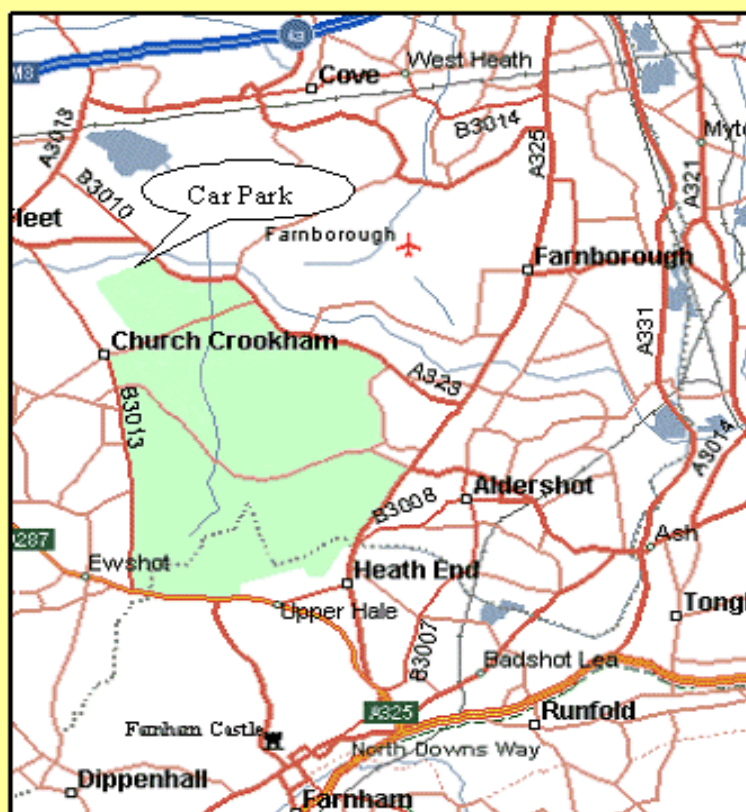 4a
M3
West Heath
Cove
A3013
B3014
A325
Myt
B3010
A321
Car Park
Fleet
Farnborough
Farnborough
A331
Church Crookham
A323
B3013
A3014
Aldershot
B3008
A287
Ash
Ewshot
Heath End
Upper Hale
Tongh
B3007
Badshot Lea
A325
Runfold
Farnham Castle
North Downs Way
Dippenhall
Farnham